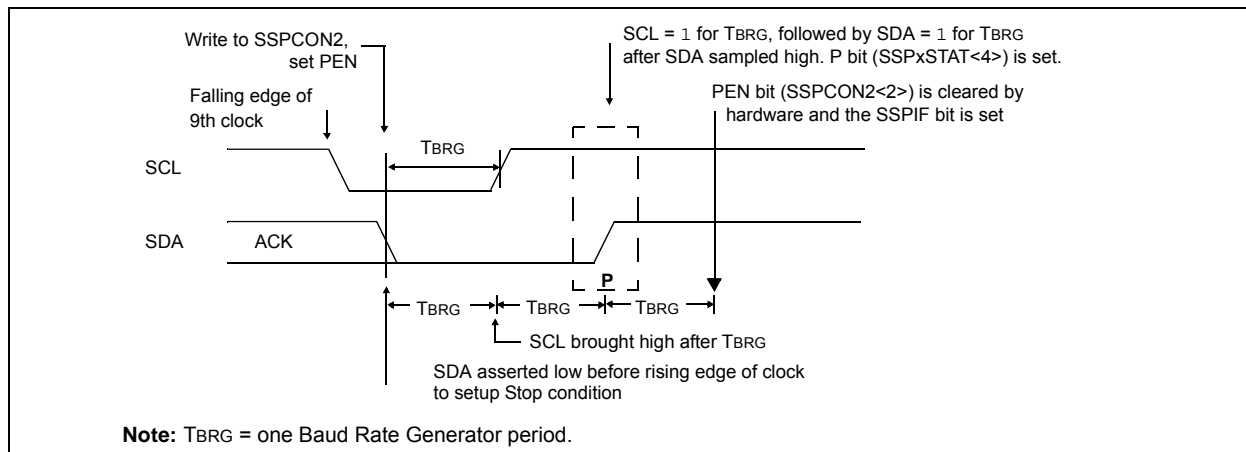 Write to SSPCON2,
set PEN
SCL = 1 for TBRG, followed by SDA = 1 for TBRG
after SDA sampled high. P bit (SSPxSTAT<4>) is set.
Falling edge of
9th clock
PEN bit (SSPCON2<2>) is cleared by
hardware and the SSPIF bit is set
TBRG
SCL
SDA
ACK
P
TBRG
TBRG
TBRG
SCL brought high after TBRG
SDA asserted low before rising edge of clock
to setup Stop condition
Note: TBRG = one Baud Rate Generator period.